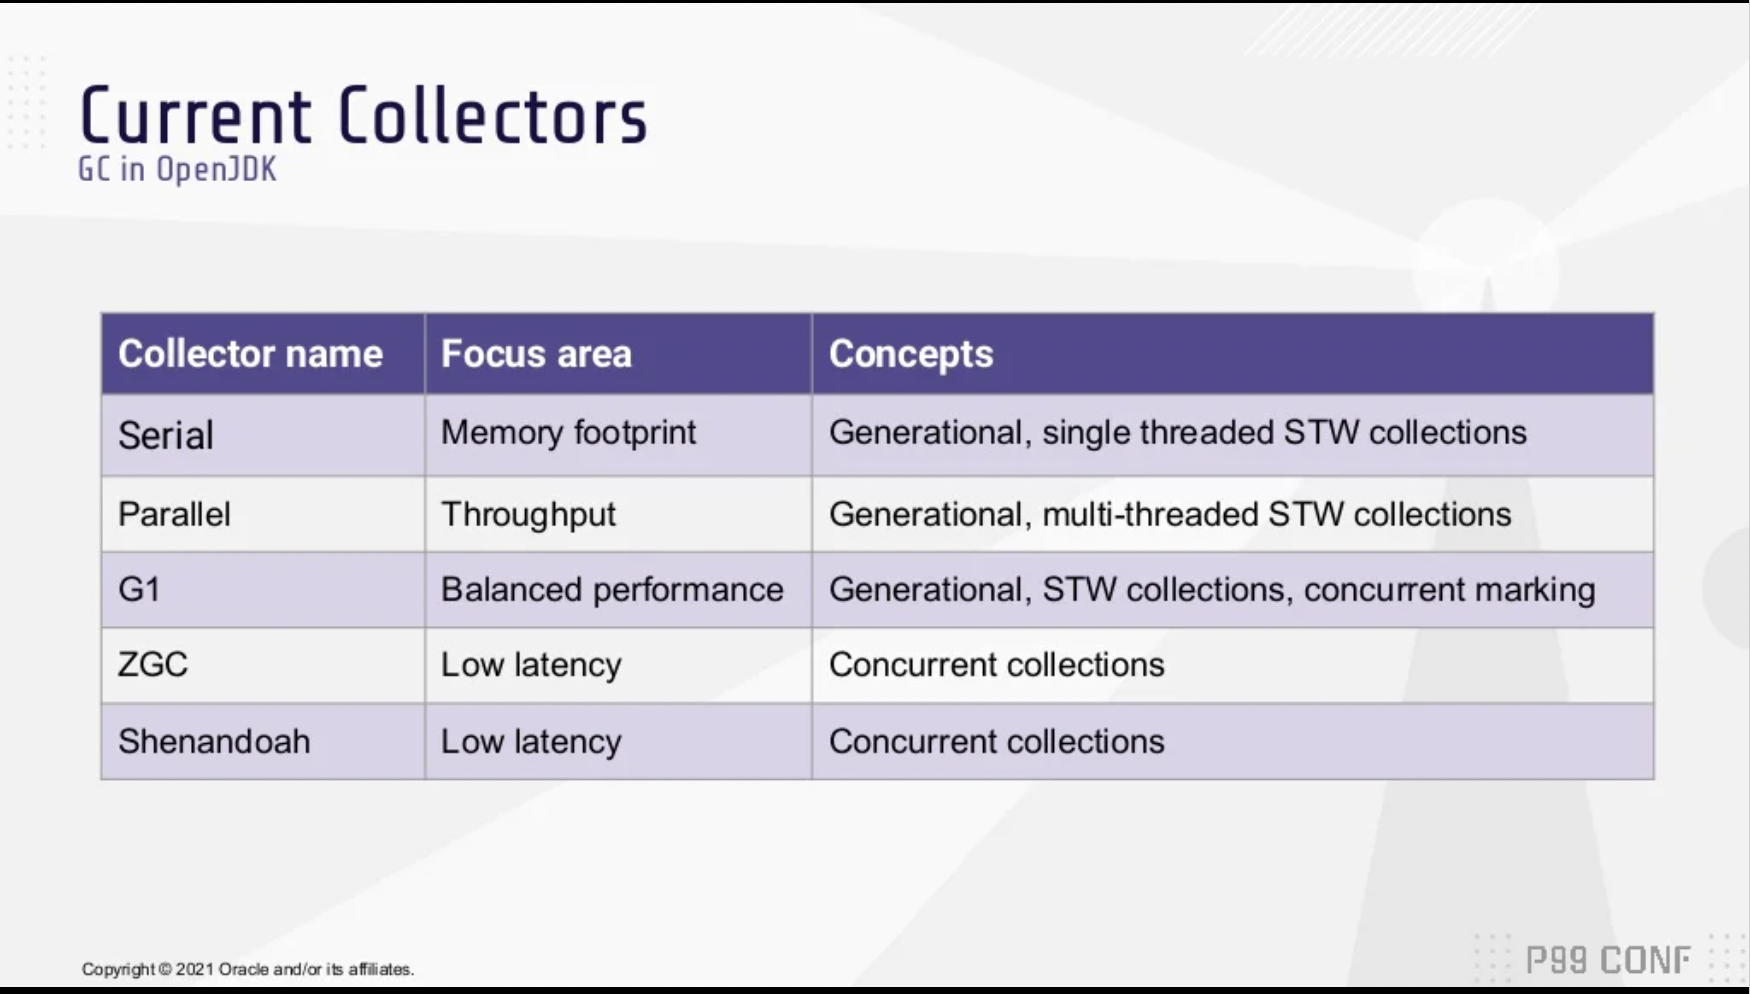 Current Collectors
GC in OpenJDK
Collector name Focus area Concepts
Serial Memory footprint Generational, single threaded STW collections
Parallel Throughput Generational, multi-threaded STW collections
G1 Balanced performance Generational, STW collections, concurrent marking
ZGC Low latency Concurrent collections
Shenandoah Low latency Concurrent collections
Copyright © 2021 Oracle and/or its affiliates.
P99 CONF